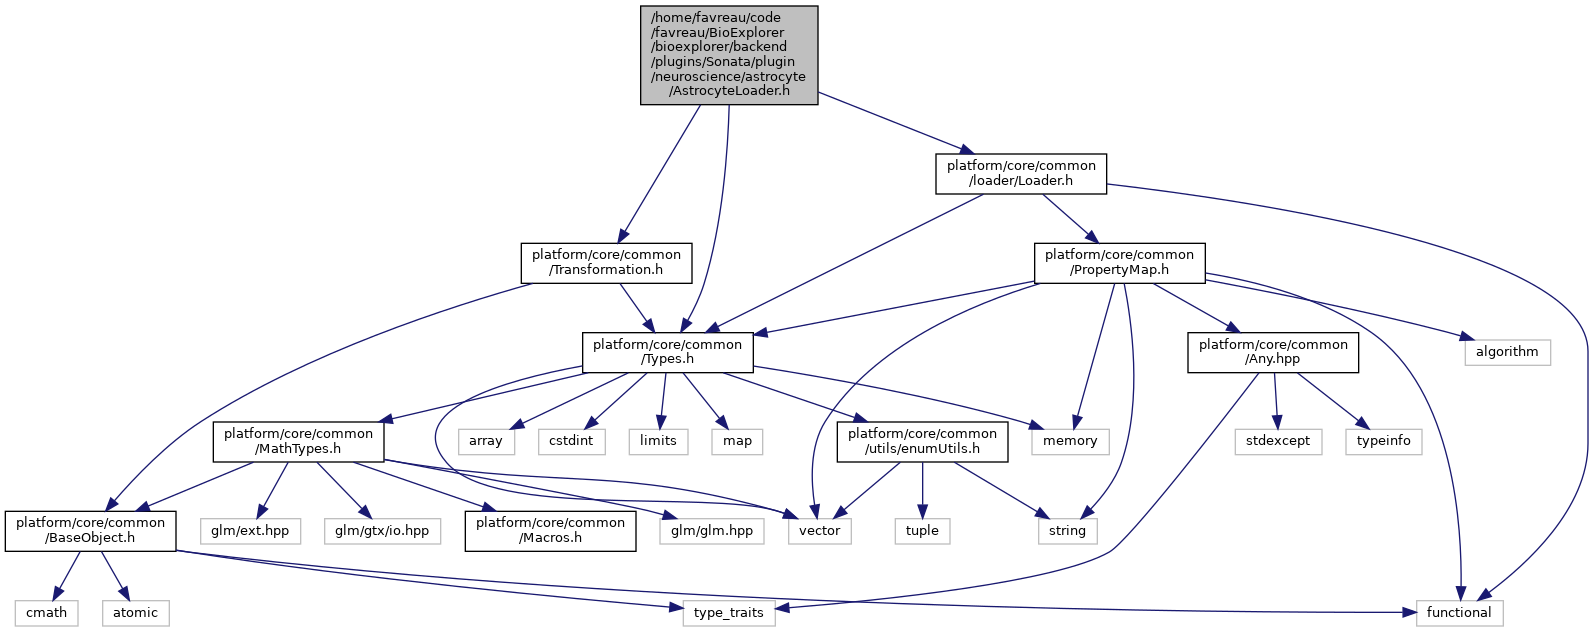 /home/favreau/code
/favreau/BioExplorer
/bioexplorer/backend
/plugins/Sonata/plugin
/neuroscience/astrocyte
/AstrocyteLoader.h
platform/core/common
/loader/Loader.h
platform/core/common
/Transformation.h
platform/core/common
/PropertyMap.h
platform/core/common
/Types.h
platform/core/common
/Any.hpp
algorithm
platform/core/common
/MathTypes.h
array
cstdint
limits
map
platform/core/common
/utils/enumUtils.h
memory
stdexcept
typeinfo
platform/core/common
/BaseObject.h
glm/ext.hpp
glm/gtx/io.hpp
platform/core/common
/Macros.h
glm/glm.hpp
vector
tuple
string
cmath
atomic
type_traits
functional